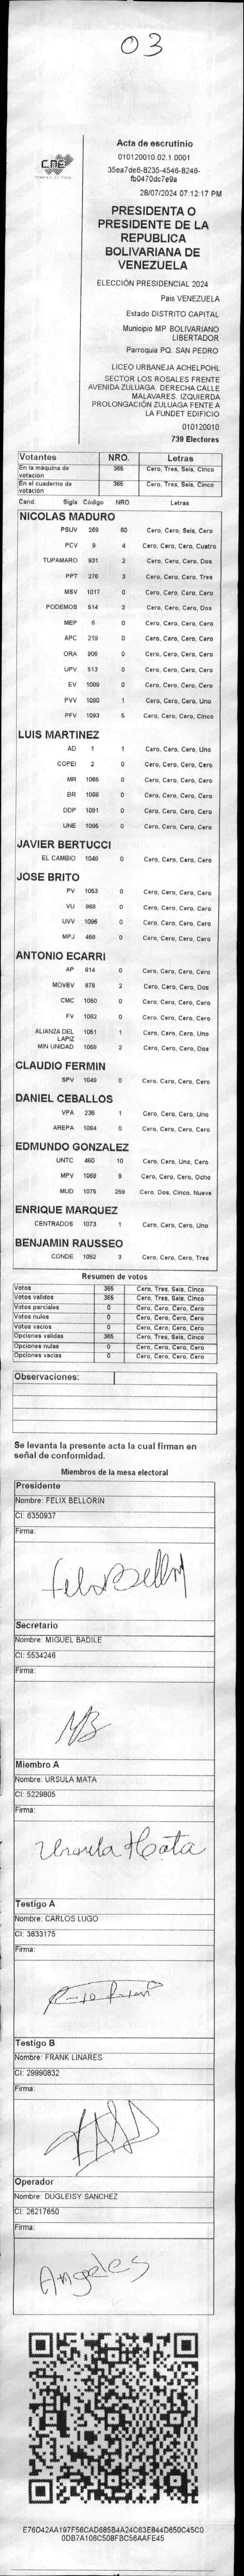 03
CNE
Acta de escrutinio
010120010.02.1.0001
35ea7de6-8235-4546-8246-
fb0470dc7e9a
28/07/2024 07:12:17 PM
PRESIDENTA O
PRESIDENTE DE LA
REPUBLICA
BOLIVARIANA DE
VENEZUELA
ELECCIÓN PRESIDENCIAL 2024
Pais VENEZUELA
Estado DISTRITO CAPITAL
Municipio MP. BOLIVARIANO
LIBERTADOR
Parroquia PQ. SAN PEDRO
LICEO URBANEJA ACHELPOHL
SECTOR LOS ROSALES FRENTE
AVENIDA ZULUAGA. DERECHA CALLE
MALAVARES. IZQUIERDA
PROLONGACIÓN ZULUAGA FENTE A
LA FUNDET EDIFICIO
010120010
739 Electores
Votantes NRO. Letras
En la máquina de votación 365 Cero, Tres, Seis, Cinco
En el cuaderno de votación 365 Cero, Tres, Seis, Cinco
Cand. Sigla Código NRO. Letras
NICOLAS MADURO
PSUV 269 60 Cero, Cero, Seis, Cero
PCV 9 4 Cero, Cero, Cero, Cuatro
TUPAMARO 931 2 Cero, Cero, Cero, Dos
PPT 276 3 Cero, Cero, Cero, Tres
MSV 1017 0 Cero, Cero, Cero, Cero
PODEMOS 514 2 Cero, Cero, Cero, Dos
MEP 6 0 Cero, Cero, Cero, Cero
APC 219 0 Cero, Cero, Cero, Cero
ORA 906 0 Cero, Cero, Cero, Cero
UPV 513 0 Cero, Cero, Cero, Cero
EV 1099 0 Cero, Cero, Cero, Cero
PVV 1090 1 Cero, Cero, Cero, Uno
PFV 1093 5 Cero, Cero, Cero, Cinco
LUIS MARTINEZ
AD 1 1 Cero, Cero, Cero, Uno
COPEI 2 0 Cero, Cero, Cero, Cero
MR 1065 0 Cero, Cero, Cero, Cero
BR 1088 0 Cero, Cero, Cero, Cero
DDP 1091 0 Cero, Cero, Cero, Cero
UNE 1095 0 Cero, Cero, Cero, Cero
JAVIER BERTUCCI
EL CAMBIO 1048 0 Cero, Cero, Cero, Cero
JOSE BRITO
PV 1053 0 Cero, Cero, Cero, Cero
VU 868 0 Cero, Cero, Cero, Cero
UVV 1096 0 Cero, Cero, Cero, Cero
MPJ 458 0 Cero, Cero, Cero, Cero
ANTONIO ECARRI
AP 914 0 Cero, Cero, Cero, Cero
MOVEV 878 2 Cero, Cero, Cero, Dos
CMC 1050 0 Cero, Cero, Cero, Cero
FV 1062 0 Cero, Cero, Cero, Cero
ALIANZA DEL LAPIZ 1051 1 Cero, Cero, Cero, Uno
MIN UNIDAD 1068 2 Cero, Cero, Cero, Dos
CLAUDIO FERMIN
SPV 1049 0 Cero, Cero, Cero, Cero
DANIEL CEBALLOS
VPA 236 1 Cero, Cero, Cero, Uno
AREPA 1094 0 Cero, Cero, Cero, Cero
EDMUNDO GONZALEZ
UNTC 460 10 Cero, Cero, Uno, Cero
MPV 1069 8 Cero, Cero, Cero, Ocho
MUD 1075 259 Cero, Dos, Cinco, Nueve
ENRIQUE MARQUEZ
CENTRADOS 1073 1 Cero, Cero, Cero, Uno
BENJAMIN RAUSSEO
CONDE 1092 3 Cero, Cero, Cero, Tres
Resumen de votos
Votos 365 Cero, Tres, Seis, Cinco
Votos validos 365 Cero, Tres, Seis, Cinco
Votos parciales 0 Cero, Cero, Cero, Cero
Votos nulos 0 Cero, Cero, Cero, Cero
Votos vacios 0 Cero, Cero, Cero, Cero
Opciones validas 365 Cero, Tres, Seis, Cinco
Opciones nulas 0 Cero, Cero, Cero, Cero
Opciones vacias 0 Cero, Cero, Cero, Cero
Observaciones:
Se levanta la presente acta la cual firman en
señal de conformidad.
Miembros de la mesa electoral
Presidente
Nombre: FELIX BELLORIN
CI: 6350937
Firma:
Secretario
Nombre: MIGUEL BADILE
CI: 5534246
Firma:
MB
Miembro A
Nombre: URSULA MATA
CI: 5229805
Firma:
Ursula Mata
Testigo A
Nombre: CARLOS LUGO
CI: 3833175
Firma:
Testigo B
Nombre: FRANK LINARES
CI: 29990832
Firma:
Operador
Nombre: DUGLEISY SANCHEZ
CI: 26217650
Firma:
Angeles
E76D42AA197F56CAD6B5B4A24C63EB44D650C45C0
0DB7A106C508FBC56AAFE45